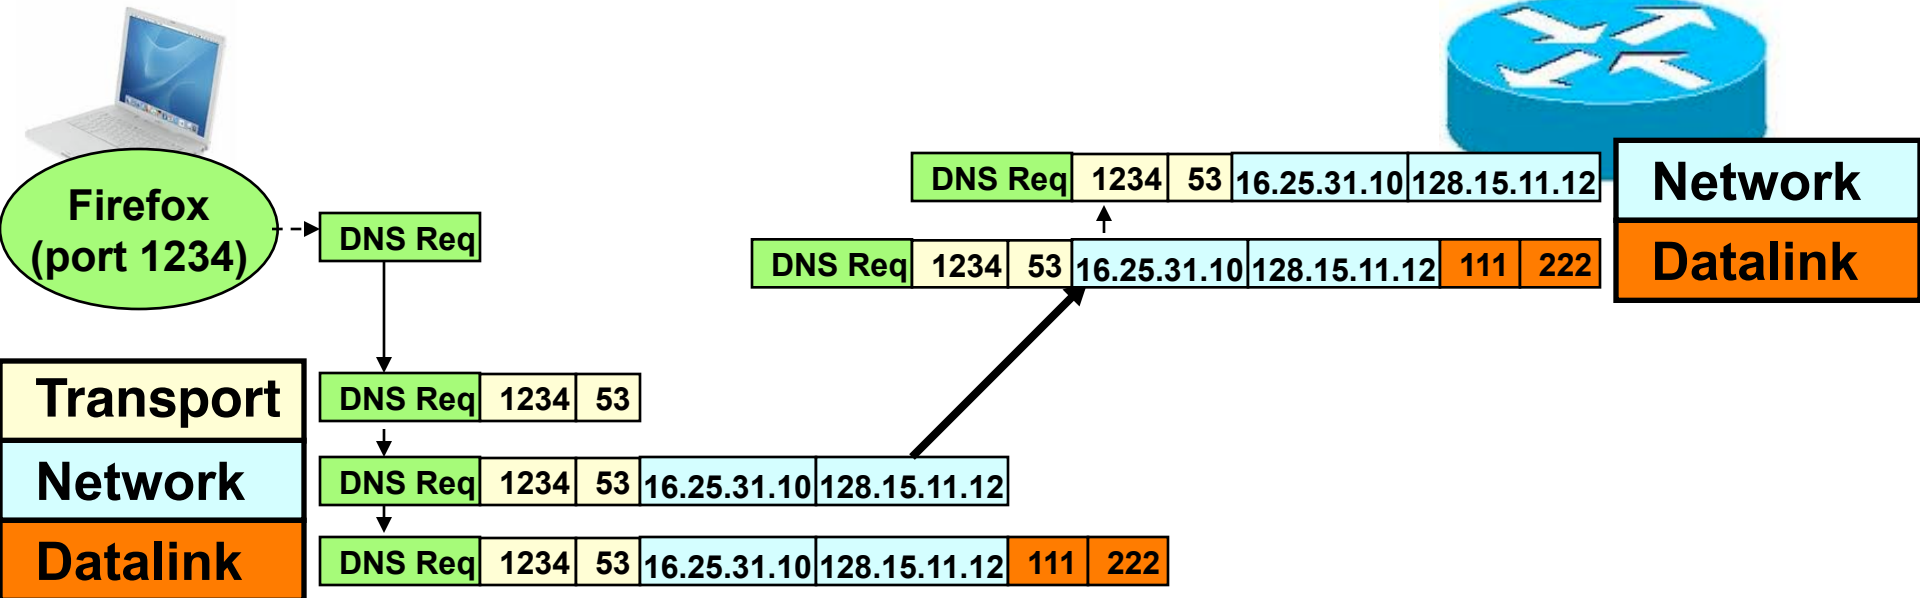 Firefox
(port 1234)
DNS Req
DNS Req 1234 53 16.25.31.10 128.15.11.12
Network
DNS Req 1234 53 16.25.31.10 128.15.11.12 111 222
Datalink
Transport
DNS Req 1234 53
Network
DNS Req 1234 53 16.25.31.10 128.15.11.12
Datalink
DNS Req 1234 53 16.25.31.10 128.15.11.12 111 222